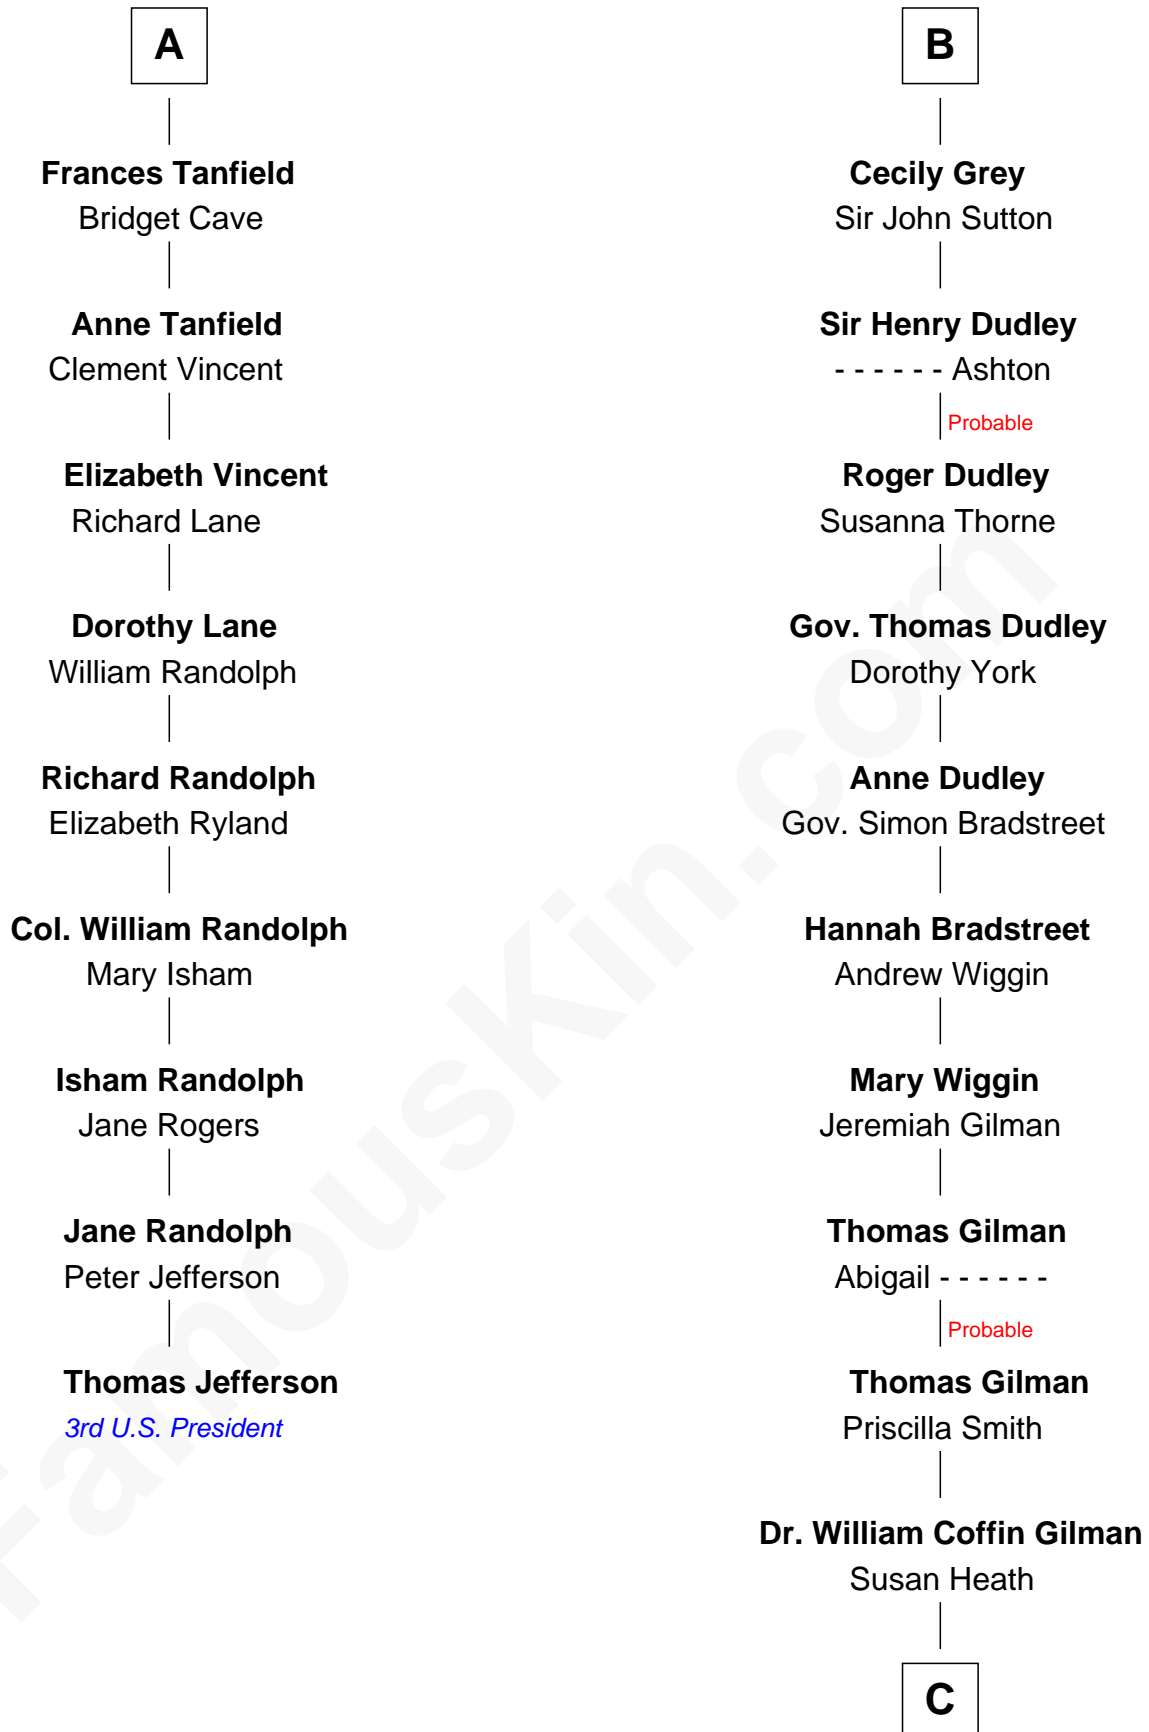 A
Frances Tanfield
Bridget Cave
Anne Tanfield
Clement Vincent
Elizabeth Vincent
Richard Lane
Dorothy Lane
William Randolph
Richard Randolph
Elizabeth Ryland
Col. William Randolph
Mary Isham
Isham Randolph
Jane Rogers
Jane Randolph
Peter Jefferson
Thomas Jefferson
3rd U.S. President
B
Cecily Grey
Sir John Sutton
Sir Henry Dudley
- - - - - - Ashton
Probable
Roger Dudley
Susanna Thorne
Gov. Thomas Dudley
Dorothy York
Anne Dudley
Gov. Simon Bradstreet
Hannah Bradstreet
Andrew Wiggin
Mary Wiggin
Jeremiah Gilman
Thomas Gilman
Abigail - - - - - -
Probable
Thomas Gilman
Priscilla Smith
Dr. William Coffin Gilman
Susan Heath
C
FamousKin.com